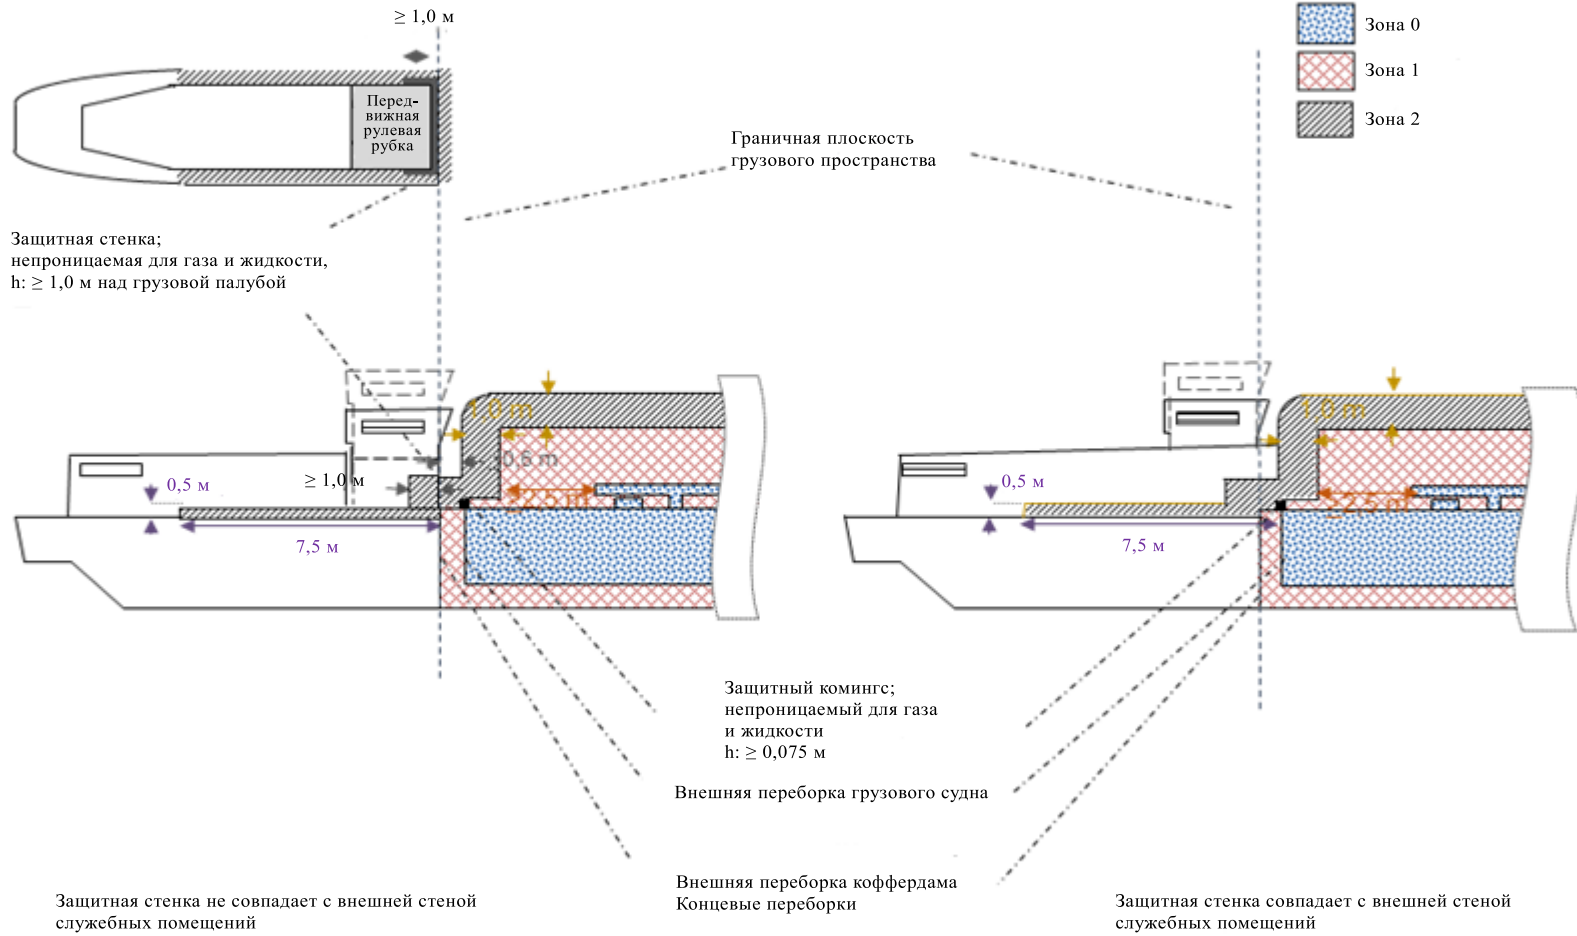 ≥ 1,0 м
Зона 0
Зона 1
Зона 2
Перед-
вижная
рулевая
рубка
Граничная плоскость
грузового пространства
Защитная стенка;
непроницаемая для газа и жидкости,
h: ≥ 1,0 м над грузовой палубой
1.0 m
0,6 m
≥ 1,0 м
0,5 м
≥2,5 m
7,5 м
1.0 m
0,5 м
≥2,5 m
7,5 м
Защитный комингс;
непроницаемый для газа
и жидкости
h: ≥ 0,075 м
Внешняя переборка грузового судна
Внешняя переборка коффердама
Концевые переборки
Защитная стенка не совпадает с внешней стеной
служебных помещений
Защитная стенка совпадает с внешней стеной
служебных помещений